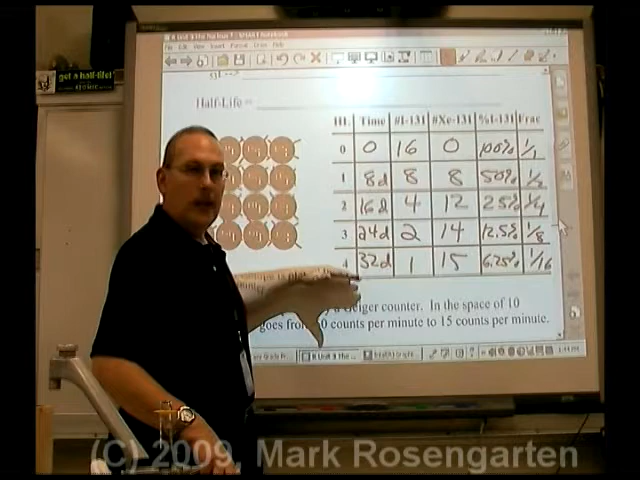 get a half-life!
Half-Life =
HL Time #I-131 #Xe-131 %I-131 Frac
0 0 16 0 100% 1/1
1 8d 8 8 50% 1/2
2 16d 4 12 25% 1/4
3 24d 2 14 12.5% 1/8
4 32d 1 15 6.25% 1/16
Geiger counter. In the space of 10
goes from 0 counts per minute to 15 counts per minute.
(C) 2009, Mark Rosengarten